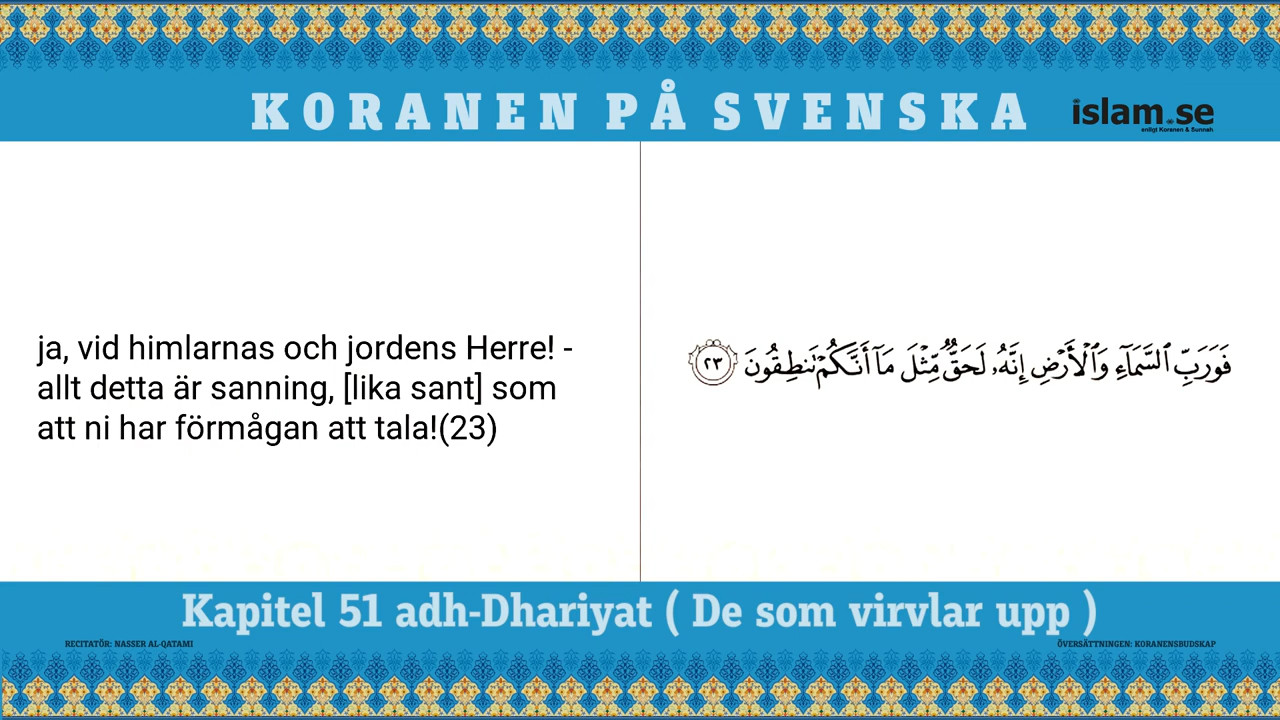 KORANEN PÅ SVENSKA
islam.se
enligt Koranen & Sunnah
ja, vid himlarnas och jordens Herre! -
allt detta är sanning, [lika sant] som
att ni har förmågan att tala!(23)
فَوَرَبِّ ٱلسَّمَآءِ وَٱلْأَرْضِ إِنَّهُۥ لَحَقٌّ مِّثْلَ مَآ أَنَّكُمْ تَنطِقُونَ ٢٣
Kapitel 51 adh-Dhariyat ( De som virvlar upp )
RECITATÖR: NASSER AL-QATAMI
ÖVERSÄTTNINGEN: KORANENSBUDSKAP